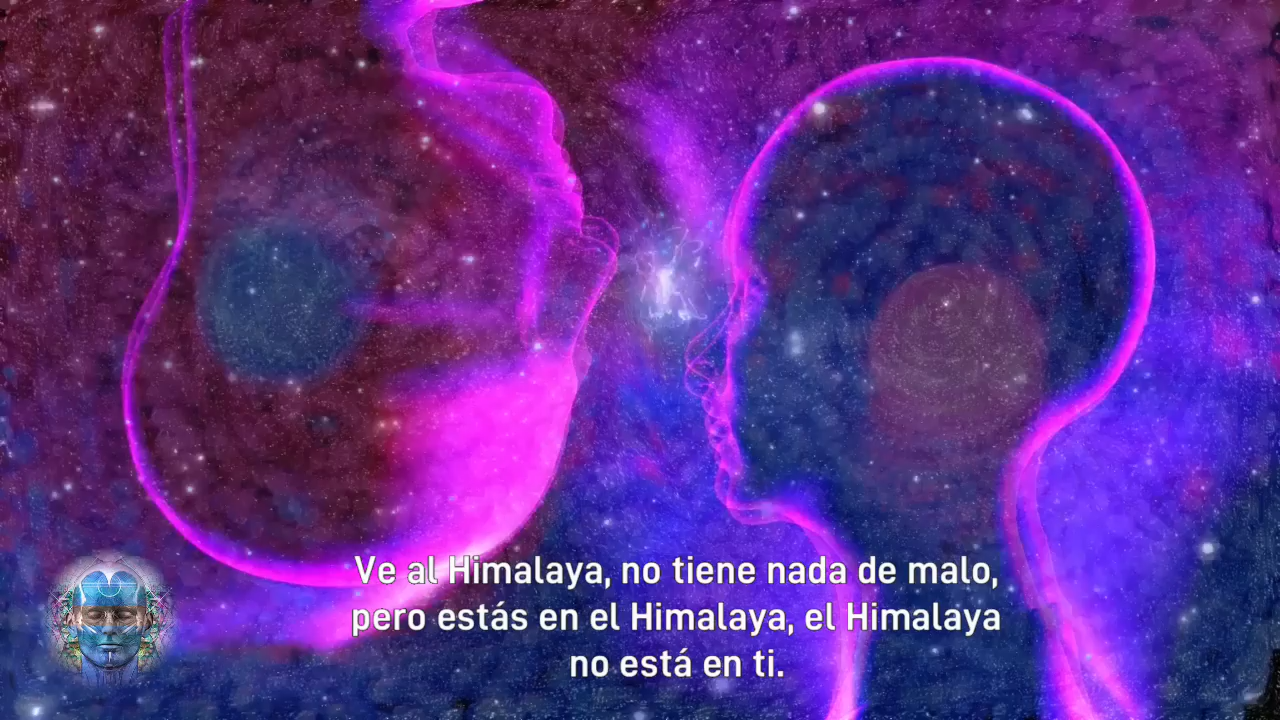 Ve al Himalaya, no tiene nada de malo,
pero estás en el Himalaya, el Himalaya
no está en ti.